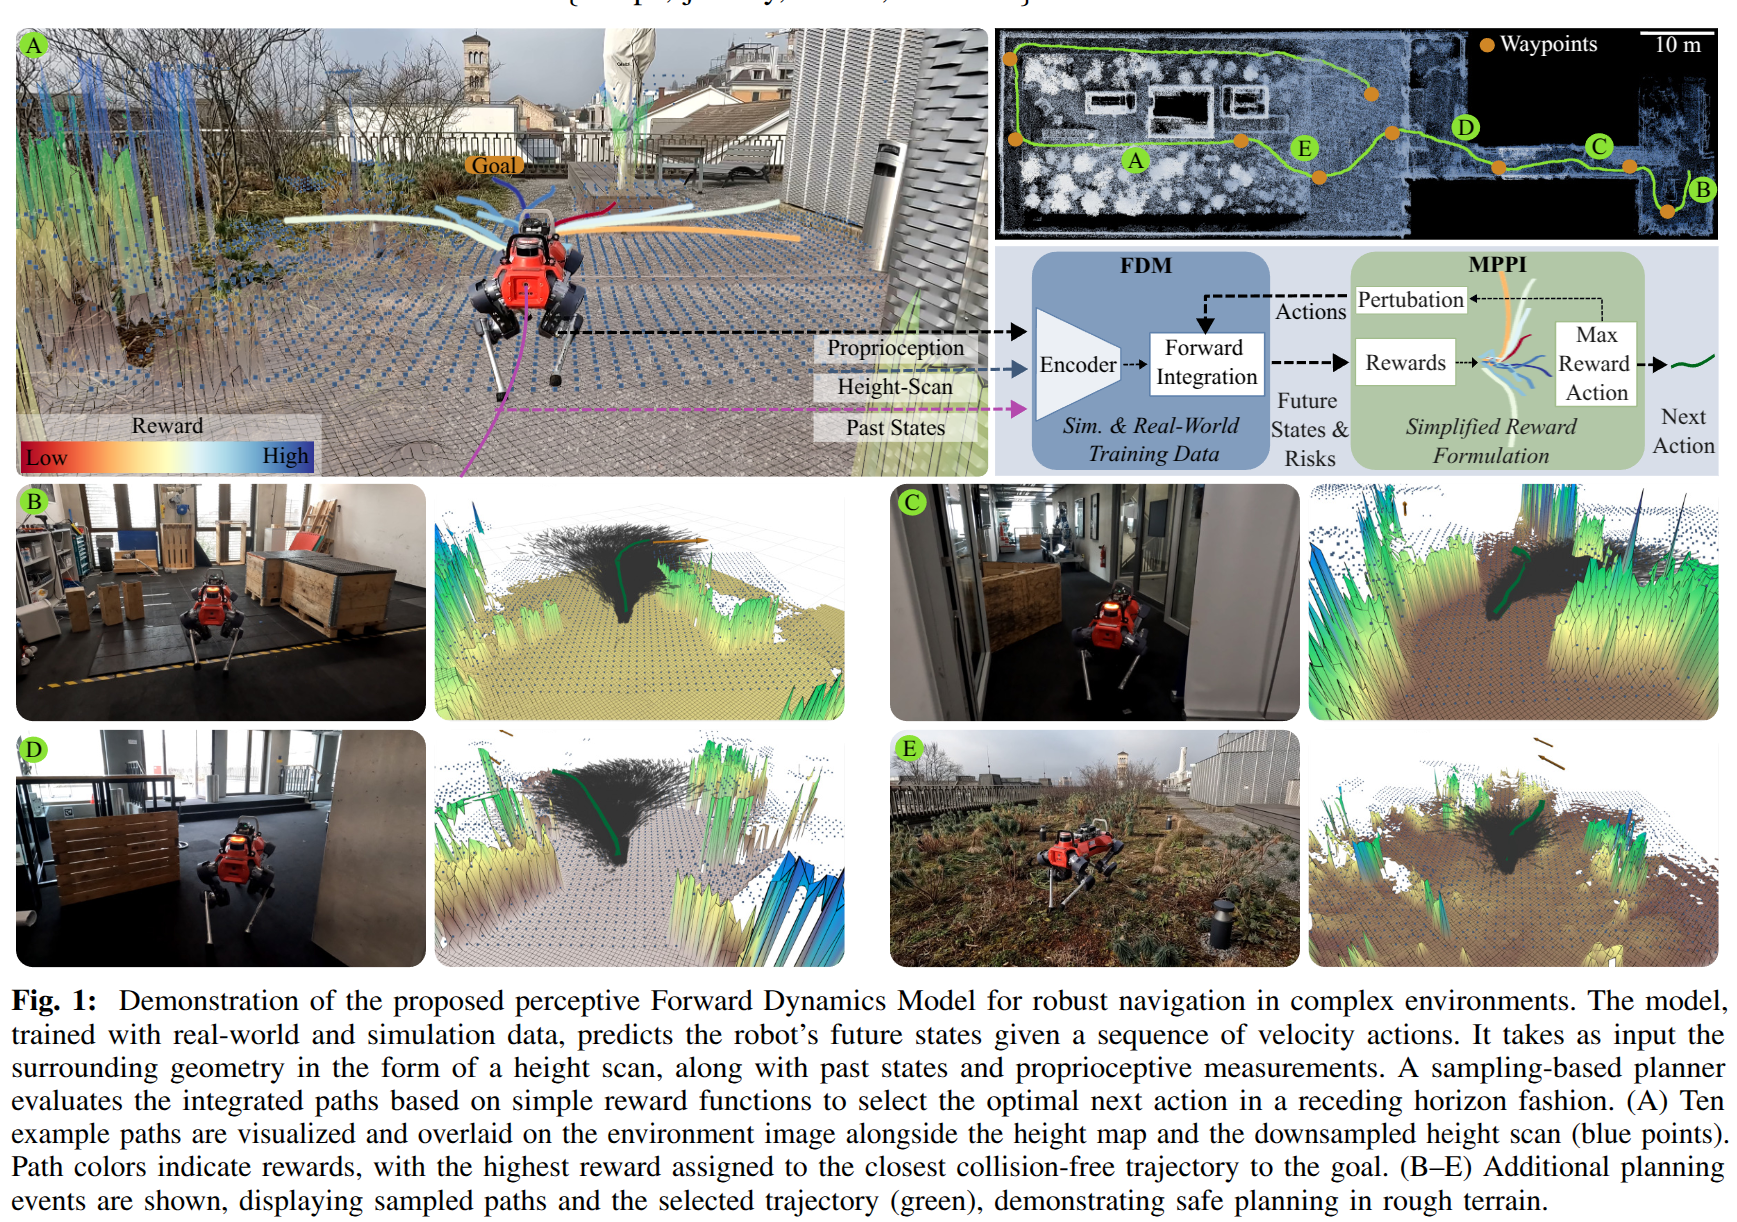 A
Goal
Reward
Low
High
Proprioception
Height-Scan
Past States
Waypoints
10 m
A
E
D
C
B
FDM
Encoder
Forward
Integration
Sim. & Real-World
Training Data
Actions
Future
States &
Risks
MPPI
Pertubation
Rewards
Max
Reward
Action
Simplified Reward
Formulation
Next
Action
B
C
D
E
Fig. 1: Demonstration of the proposed perceptive Forward Dynamics Model for robust navigation in complex environments. The model,
trained with real-world and simulation data, predicts the robot's future states given a sequence of velocity actions. It takes as input the
surrounding geometry in the form of a height scan, along with past states and proprioceptive measurements. A sampling-based planner
evaluates the integrated paths based on simple reward functions to select the optimal next action in a receding horizon fashion. (A) Ten
example paths are visualized and overlaid on the environment image alongside the height map and the downsampled height scan (blue points).
Path colors indicate rewards, with the highest reward assigned to the closest collision-free trajectory to the goal. (B–E) Additional planning
events are shown, displaying sampled paths and the selected trajectory (green), demonstrating safe planning in rough terrain.